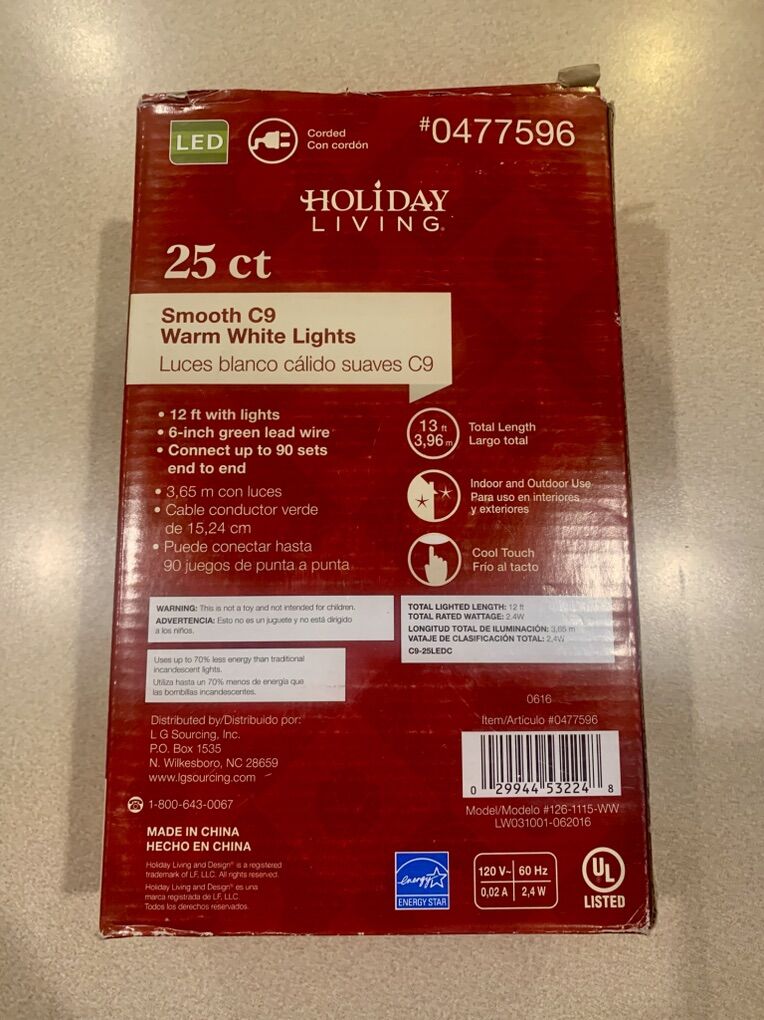 LED
Corded
Con cordón
#0477596
HOLIDAY
LIVING®
25 ct
Smooth C9
Warm White Lights
Luces blanco cálido suaves C9
• 12 ft with lights
• 6-inch green lead wire
• Connect up to 90 sets
end to end
• 3,65 m con luces
• Cable conductor verde
de 15,24 cm
• Puede conectar hasta
90 juegos de punta a punta
13 ft
3,96 m
Total Length
Largo total
Indoor and Outdoor Use
Para uso en interiores
y exteriores
Cool Touch
Frío al tacto
WARNING: This is not a toy and not intended for children.
ADVERTENCIA: Esto no es un juguete y no está dirigido
a los niños.
TOTAL LIGHTED LENGTH: 12 ft
TOTAL RATED WATTAGE: 2.4W
LONGITUD TOTAL DE ILUMINACIÓN: 3,65 m
VATAJE DE CLASIFICACIÓN TOTAL: 2,4W
C9-25LEDC
Uses up to 70% less energy than traditional
incandescent lights.
Utiliza hasta un 70% menos de energía que
las bombillas incandescentes.
Distributed by/Distribuido por:
L G Sourcing, Inc.
P.O. Box 1535
N. Wilkesboro, NC 28659
www.lgsourcing.com
1-800-643-0067
MADE IN CHINA
HECHO EN CHINA
Holiday Living and Design® is a registered
trademark of LF, LLC. All rights reserved.
Holiday Living and Design® es una
marca registrada de LF, LLC.
Todos los derechos reservados.
0616
Item/Artículo #0477596
0 29944 53224 8
Model/Modelo #126-1115-WW
LW031001-062016
energy
ENERGY STAR
120 V~ 60 Hz
0,02 A 2,4 W
UL
LISTED